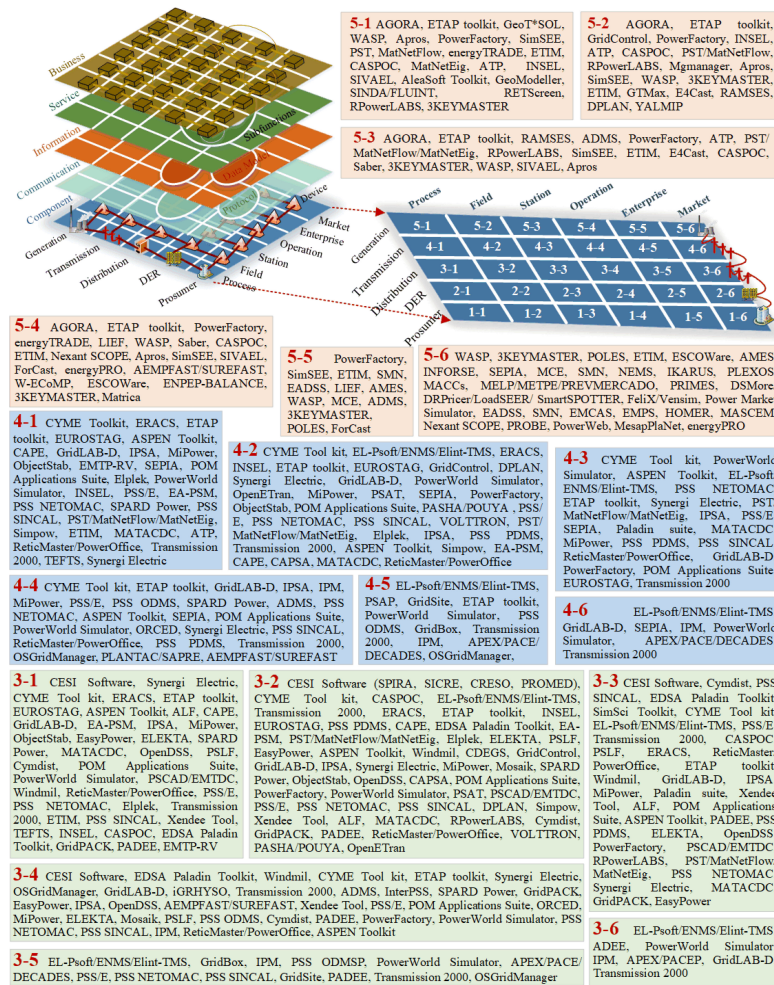 5-1 AGORA, ETAP toolkit, GeoT*SOL,
WASP, Apros, PowerFactory, SimSEE,
PST, MatNetFlow, energyTRADE, ETIM,
CASPOC, MatNetEig, ATP, INSEL,
SIVAEL, AleaSoft Toolkit, GeoModeller,
SINDA/FLUINT, RETScreen,
RPowerLABS, 3KEYMASTER
5-2 AGORA, ETAP toolkit,
GridControl, PowerFactory, INSEL,
ATP, CASPOC, PST/MatNetFlow,
RPowerLABS, Mgmanager, Apros,
SimSEE, WASP, 3KEYMASTER,
ETIM, GTMax, E4Cast, RAMSES,
DPLAN, YALMIP
5-3 AGORA, ETAP toolkit, RAMSES, ADMS, PowerFactory, ATP, PST/
MatNetFlow/MatNetEig, RPowerLABS, SimSEE, ETIM, E4Cast, CASPOC,
Saber, 3KEYMASTER, WASP, SIVAEL, Apros
Business
Service
Information
Communication
Component
Subfunctions
Data Model
Protocol
Device
Generation
Transmission
Distribution
DER
Prosumer
Market
Enterprise
Operation
Station
Field
Process
Process
Field
Station
Operation
Enterprise
Market
Generation
Transmission
Distribution
DER
Prosumer
5-1 5-2 5-3 5-4 5-5 5-6
4-1 4-2 4-3 4-4 4-5 4-6
3-1 3-2 3-3 3-4 3-5 3-6
2-1 2-2 2-3 2-4 2-5 2-6
1-1 1-2 1-3 1-4 1-5 1-6
5-4 AGORA, ETAP toolkit, PowerFactory,
energyTRADE, LIEF, WASP, Saber, CASPOC,
ETIM, Nexant SCOPE, Apros, SimSEE, SIVAEL,
ForCast, energyPRO, AEMPFAST/SUREFAST,
W-ECoMP, ESCOWare, ENPEP-BALANCE,
3KEYMASTER, Matrica
5-5 PowerFactory,
SimSEE, ETIM, SMN,
EADSS, LIEF, AMES,
WASP, MCE, ADMS,
3KEYMASTER,
POLES, ForCast
5-6 WASP, 3KEYMASTER, POLES, ETIM, ESCOWare, AMES,
INFORSE, SEPIA, MCE, SMN, NEMS, IKARUS, PLEXOS,
MACCs, MELP/METPE/PREVMERCADO, PRIMES, DSMore,
DRPricer/LoadSEER/ SmartSPOTTER, FeliX/Vensim, Power Market
Simulator, EADSS, SMN, EMCAS, EMPS, HOMER, MASCEM,
Nexant SCOPE, PROBE, PowerWeb, MesapPlaNet, energyPRO
4-1 CYME Toolkit, ERACS, ETAP
toolkit, EUROSTAG, ASPEN Toolkit,
CAPE, GridLAB-D, IPSA, MiPower,
ObjectStab, EMTP-RV, SEPIA, POM
Applications Suite, Elplek, PowerWorld
Simulator, INSEL, PSS/E, EA-PSM,
PSS NETOMAC, SPARD Power, PSS
SINCAL, PST/MatNetFlow/MatNetEig,
Simpow, ETIM, MATACDC, ATP,
ReticMaster/PowerOffice, Transmission
2000, TEFTS, Synergi Electric
4-2 CYME Tool kit, EL-Psoft/ENMS/Elint-TMS, ERACS,
INSEL, ETAP toolkit, EUROSTAG, GridControl, DPLAN,
Synergi Electric, GridLAB-D, PowerWorld Simulator,
OpenETran, MiPower, PSAT, SEPIA, PowerFactory,
ObjectStab, POM Applications Suite, PASHA/POUYA , PSS/
E, PSS NETOMAC, PSS SINCAL, VOLTTRON, PST/
MatNetFlow/MatNetEig, Elplek, IPSA, PSS PDMS,
Transmission 2000, ASPEN Toolkit, Simpow, EA-PSM,
CAPE, CAPSA, MATACDC, ReticMaster/PowerOffice
4-3 CYME Tool kit, PowerWorld
Simulator, ASPEN Toolkit, EL-Psoft/
ENMS/Elint-TMS, PSS NETOMAC,
ETAP toolkit, Synergi Electric, PST/
MatNetFlow/MatNetEig, IPSA, PSS/E,
SEPIA, Paladin suite, MATACDC,
MiPower, PSS PDMS, PSS SINCAL,
ReticMaster/PowerOffice, GridLAB-D,
PowerFactory, POM Applications Suite,
EUROSTAG, Transmission 2000
4-4 CYME Tool kit, ETAP toolkit, GridLAB-D, IPSA, IPM,
MiPower, PSS/E, PSS ODMS, SPARD Power, ADMS, PSS
NETOMAC, ASPEN Toolkit, SEPIA, POM Applications Suite,
PowerWorld Simulator, ORCED, Synergi Electric, PSS SINCAL,
ReticMaster/PowerOffice, PSS PDMS, Transmission 2000,
OSGridManager, PLANTAC/SAPRE, AEMPFAST/SUREFAST
4-5 EL-Psoft/ENMS/Elint-TMS,
PSAP, GridSite, ETAP toolkit,
PowerWorld Simulator, PSS
ODMS, GridBox, Transmission
2000, IPM, APEX/PACE/
DECADES, OSGridManager,
4-6 EL-Psoft/ENMS/Elint-TMS,
GridLAB-D, SEPIA, IPM, PowerWorld
Simulator, APEX/PACE/DECADES,
Transmission 2000
3-1 CESI Software, Synergi Electric,
CYME Tool kit, ERACS, ETAP toolkit,
EUROSTAG, ASPEN Toolkit, ALF, CAPE,
GridLAB-D, EA-PSM, IPSA, MiPower,
ObjectStab, EasyPower, ELEKTA, SPARD
Power, MATACDC, OpenDSS, PSLF,
Cymdist, POM Applications Suite,
PowerWorld Simulator, PSCAD/EMTDC,
Windmil, ReticMaster/PowerOffice, PSS/E,
PSS NETOMAC, Elplek, Transmission
2000, ETIM, PSS SINCAL, Xendee Tool,
TEFTS, INSEL, CASPOC, EDSA Paladin
Toolkit, GridPACK, PADEE, EMTP-RV
3-2 CESI Software (SPIRA, SICRE, CRESO, PROMED),
CYME Tool kit, CASPOC, EL-Psoft/ENMS/Elint-TMS,
Transmission 2000, ERACS, ETAP toolkit, INSEL,
EUROSTAG, PSS PDMS, CAPE, EDSA Paladin Toolkit, EA-
PSM, PST/MatNetFlow/MatNetEig, Elplek, ELEKTA, PSLF,
EasyPower, ASPEN Toolkit, Windmil, CDEGS, GridControl,
GridLAB-D, IPSA, Synergi Electric, MiPower, Mosaik, SPARD
Power, ObjectStab, OpenDSS, CAPSA, POM Applications Suite,
PowerFactory, PowerWorld Simulator, PSAT, PSCAD/EMTDC,
PSS/E, PSS NETOMAC, PSS SINCAL, DPLAN, Simpow,
Xendee Tool, ALF, MATACDC, RPowerLABS, Cymdist,
GridPACK, PADEE, ReticMaster/PowerOffice, VOLTTRON,
PASHA/POUYA, OpenETran
3-3 CESI Software, Cymdist, PSS
SINCAL, EDSA Paladin Toolkit,
SimSci Toolkit, CYME Tool kit,
EL-Psoft/ENMS/Elint-TMS, PSS/E,
Transmission 2000, CASPOC,
PSLF, ERACS, ReticMaster/
PowerOffice, ETAP toolkit,
Windmil, GridLAB-D, IPSA,
MiPower, Paladin suite, Xendee
Tool, ALF, POM Applications
Suite, ASPEN Toolkit, PADEE, PSS
PDMS, ELEKTA, OpenDSS,
PowerFactory, PSCAD/EMTDC,
RPowerLABS, PST/MatNetFlow/
MatNetEig, PSS NETOMAC,
Synergi Electric, MATACDC,
GridPACK, EasyPower
3-4 CESI Software, EDSA Paladin Toolkit, Windmil, CYME Tool kit, ETAP toolkit, Synergi Electric,
OSGridManager, GridLAB-D, iGRHYSO, Transmission 2000, ADMS, InterPSS, SPARD Power, GridPACK,
EasyPower, IPSA, OpenDSS, AEMPFAST/SUREFAST, Xendee Tool, PSS/E, POM Applications Suite, ORCED,
MiPower, ELEKTA, Mosaik, PSLF, PSS ODMS, Cymdist, PADEE, PowerFactory, PowerWorld Simulator, PSS
NETOMAC, PSS SINCAL, IPM, ReticMaster/PowerOffice, ASPEN Toolkit
3-5 EL-Psoft/ENMS/Elint-TMS, GridBox, IPM, PSS ODMSP, PowerWorld Simulator, APEX/PACE/
DECADES, PSS/E, PSS NETOMAC, PSS SINCAL, GridSite, PADEE, Transmission 2000, OSGridManager
3-6 EL-Psoft/ENMS/Elint-TMS,
ADEE, PowerWorld Simulator,
IPM, APEX/PACEP, GridLAB-D,
Transmission 2000